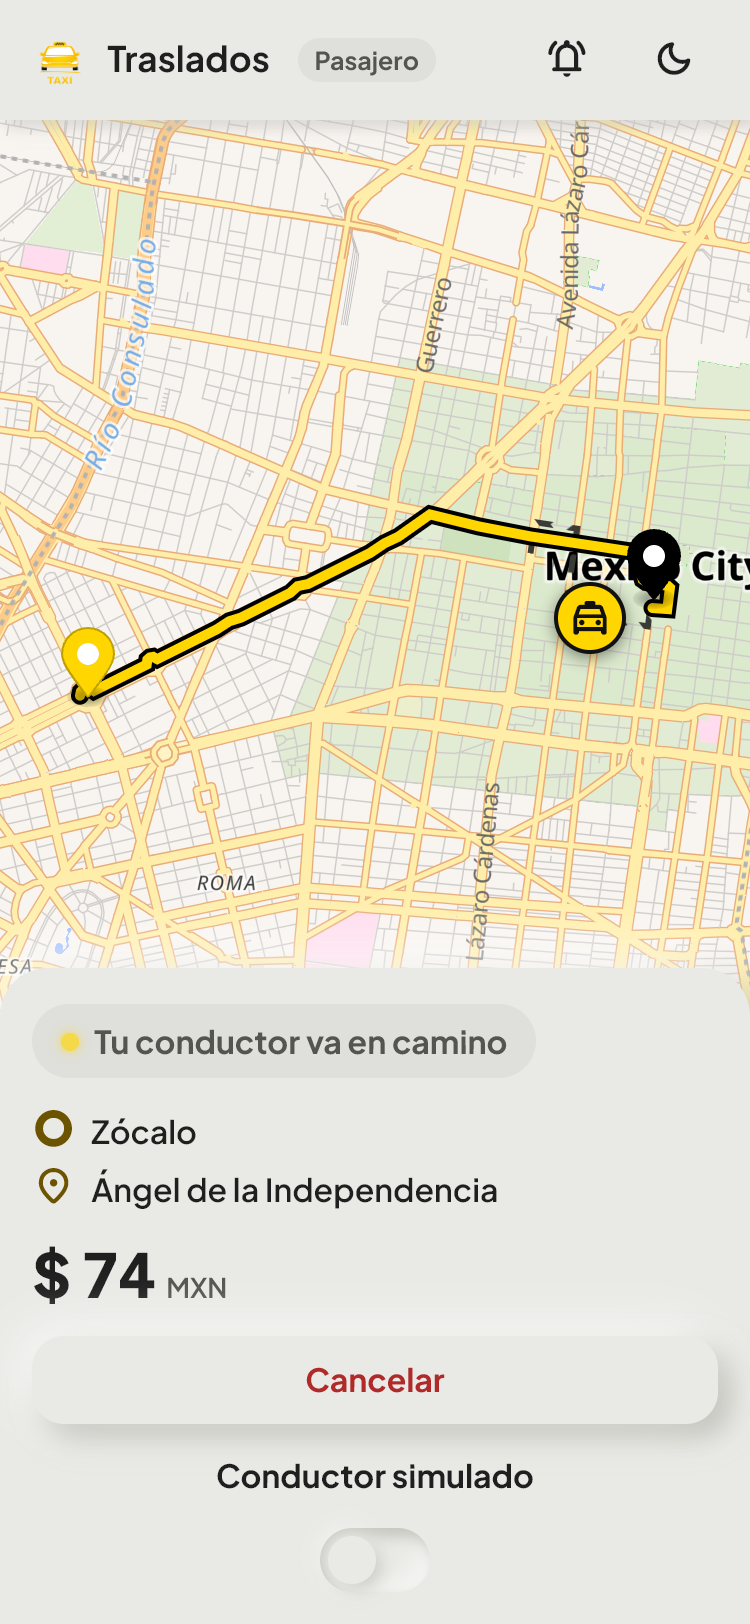 TAXI
Traslados
Pasajero
Avenida Lázaro Cár
Río Consulado
Guerrero
City
Lázaro Cárdenas
ROMA
ESA
Tu conductor va en camino
Zócalo
Ángel de la Independencia
$ 74 MXN
Cancelar
Conductor simulado